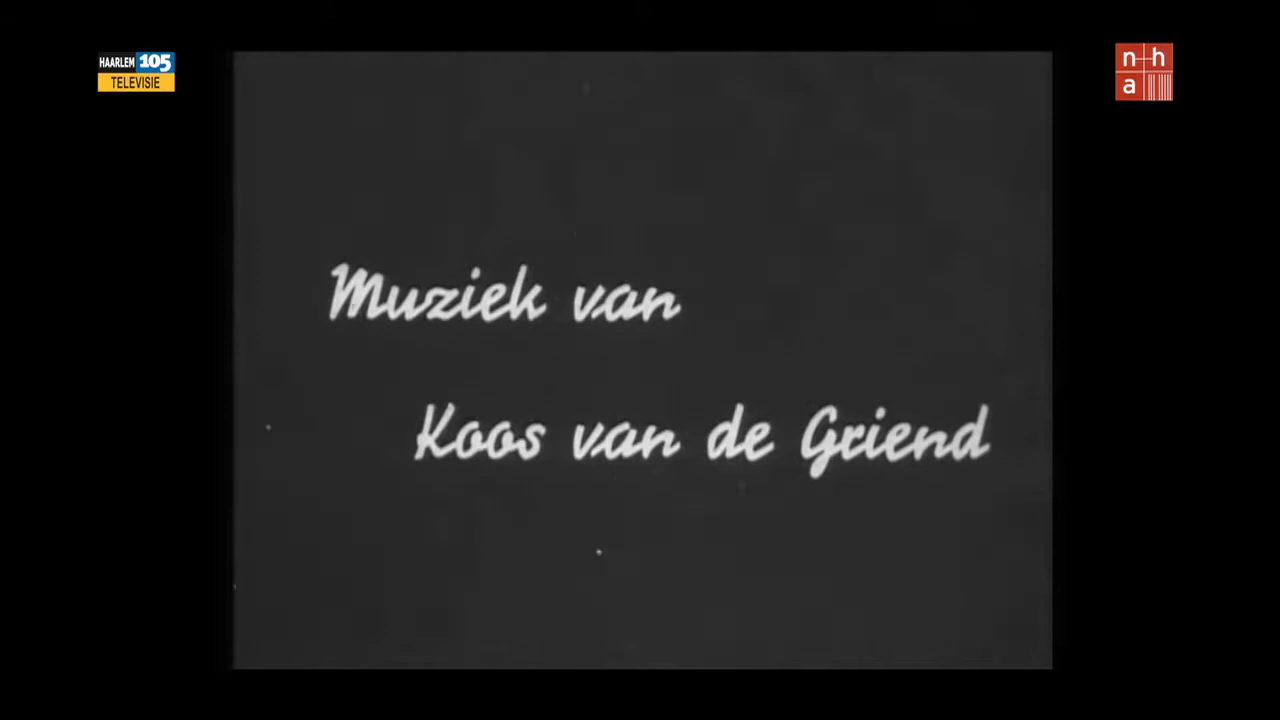 HAARLEM 105
TELEVISIE
n h
a
Muziek van
Koos van de Griend